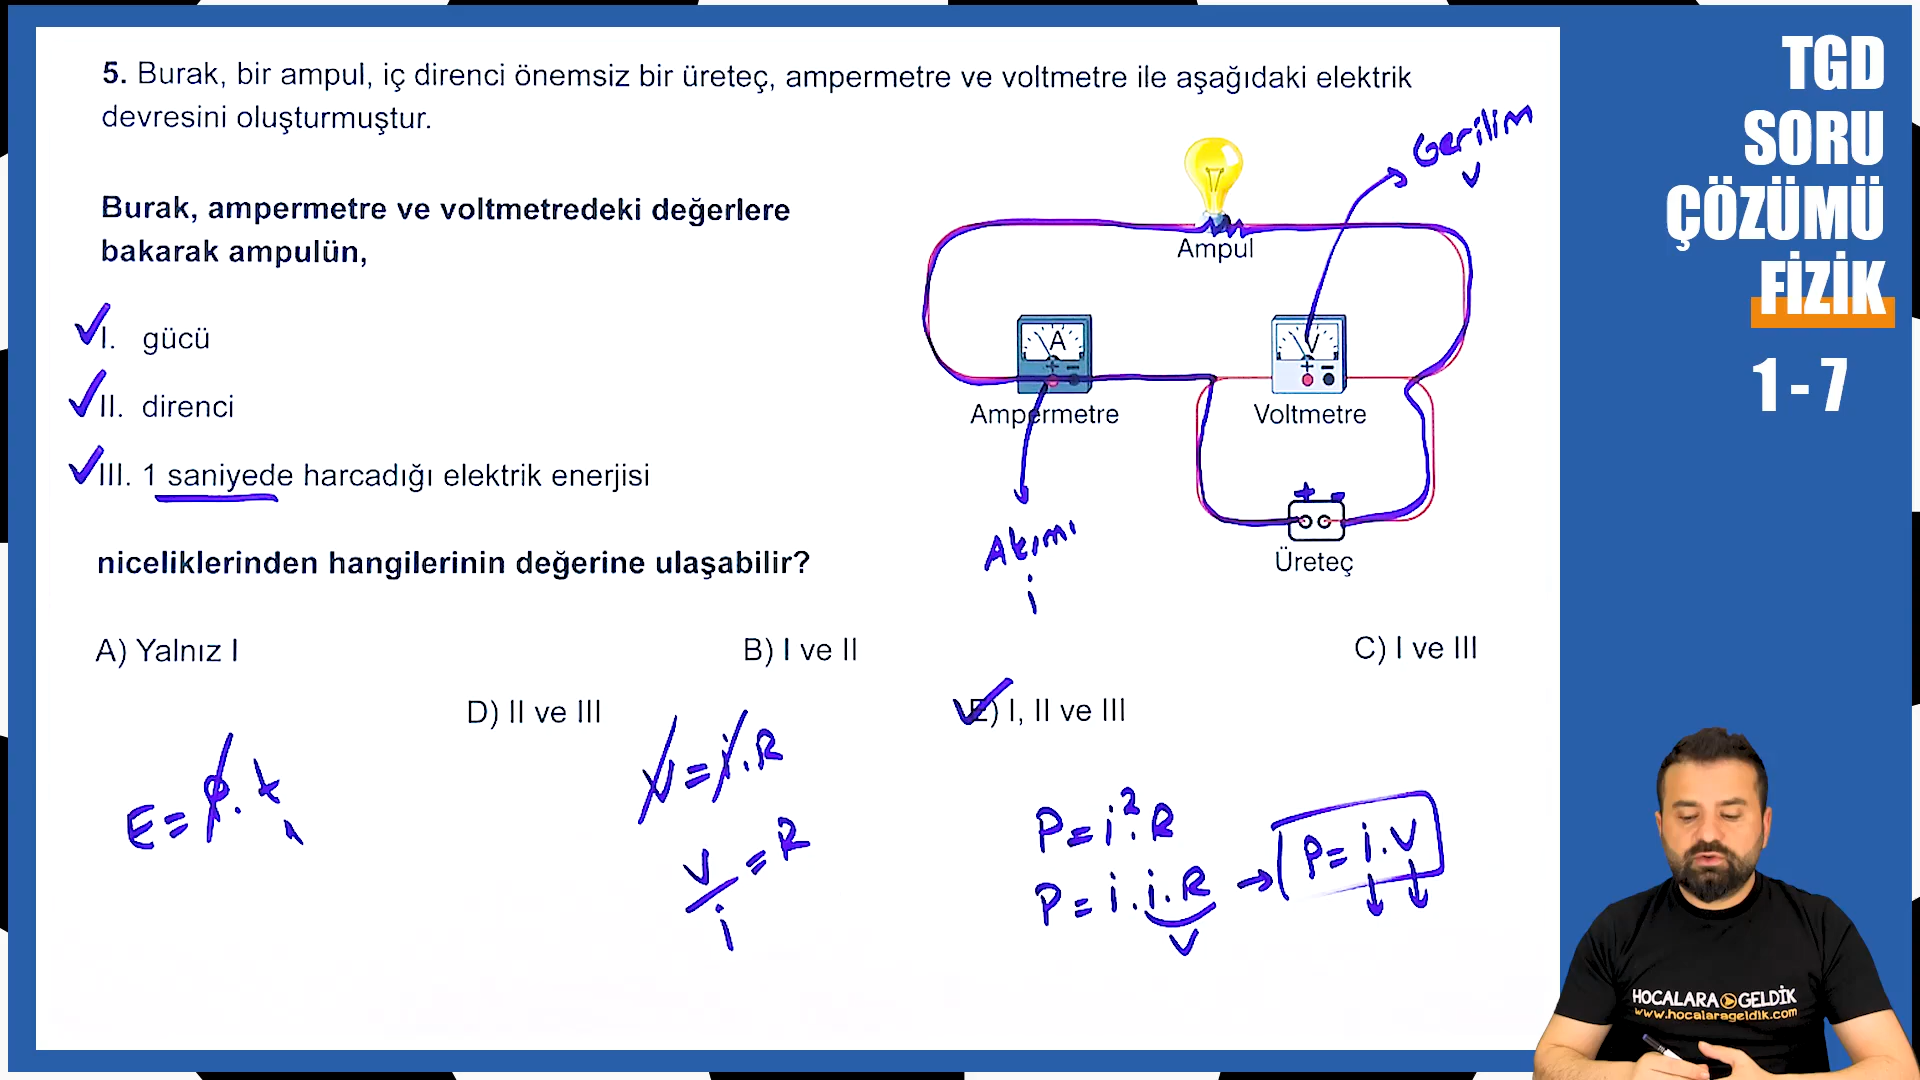 5. Burak, bir ampul, iç direnci önemsiz bir üreteç, ampermetre ve voltmetre ile aşağıdaki elektrik
devresini oluşturmuştur.
Burak, ampermetre ve voltmetredeki değerlere
bakarak ampulün,
I. gücü
II. direnci
III. 1 saniyede harcadığı elektrik enerjisi
niceliklerinden hangilerinin değerine ulaşabilir?
Gerilim
V
Ampul
A
+ -
Ampermetre
V
+ -
Voltmetre
+ -
Üreteç
Akımı
i
A) Yalnız I
B) I ve II
C) I ve III
D) II ve III
E) I, II ve III
E = P . t
V = i . R
V/i = R
P = i² . R
P = i . i . R → P = i . V
V
TGD
SORU
ÇÖZÜMÜ
FİZİK
1 - 7
HOCALARA GELDİK
www.hocalarageldik.com